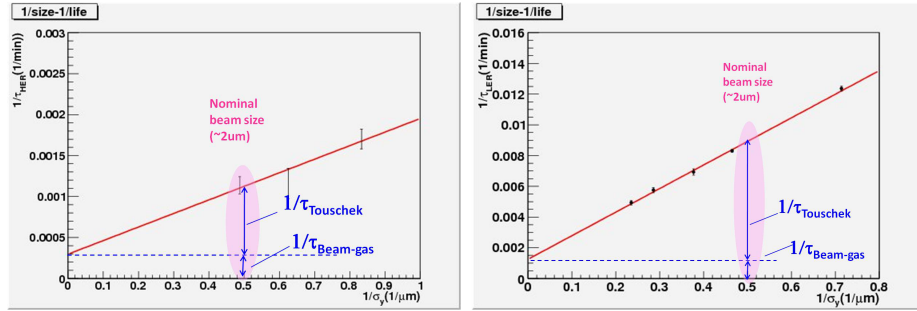 1/size-1/life
1/τHER(1/min))
0.003
0.0025
0.002
0.0015
0.001
0.0005
0
Nominal
beam size
(~2um)
1/τTouschek
1/τBeam-gas
0 0.1 0.2 0.3 0.4 0.5 0.6 0.7 0.8 0.9 1
1/σy(1/μm)
1/size-1/life
1/τLER(1/min)
0.016
0.014
0.012
0.01
0.008
0.006
0.004
0.002
0
Nominal
beam size
(~2um)
1/τTouschek
1/τBeam-gas
0 0.1 0.2 0.3 0.4 0.5 0.6 0.7 0.8
1/σy(1/μm)